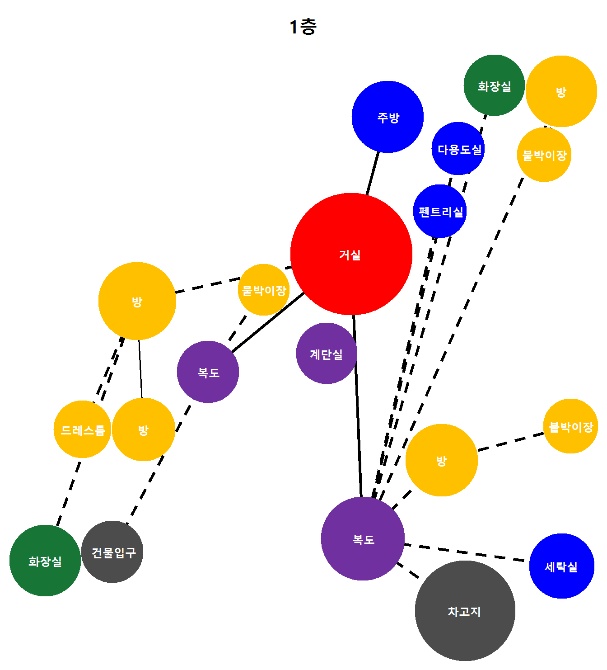 1층
화장실
방
주방
다용도실
붙박이장
펜트리실
거실
방
붙박이장
계단실
복도
드레스룸
방
방
붙박이장
복도
화장실
건물입구
세탁실
차고지